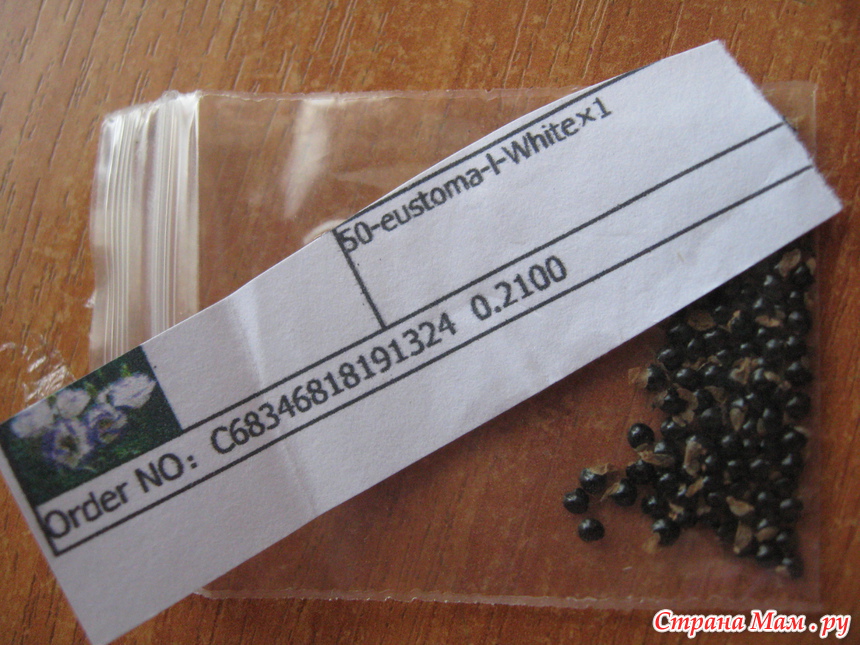 50-eustoma-l-White×1
Order NO: C68346818191324 0.2100
Страна Мам.ру